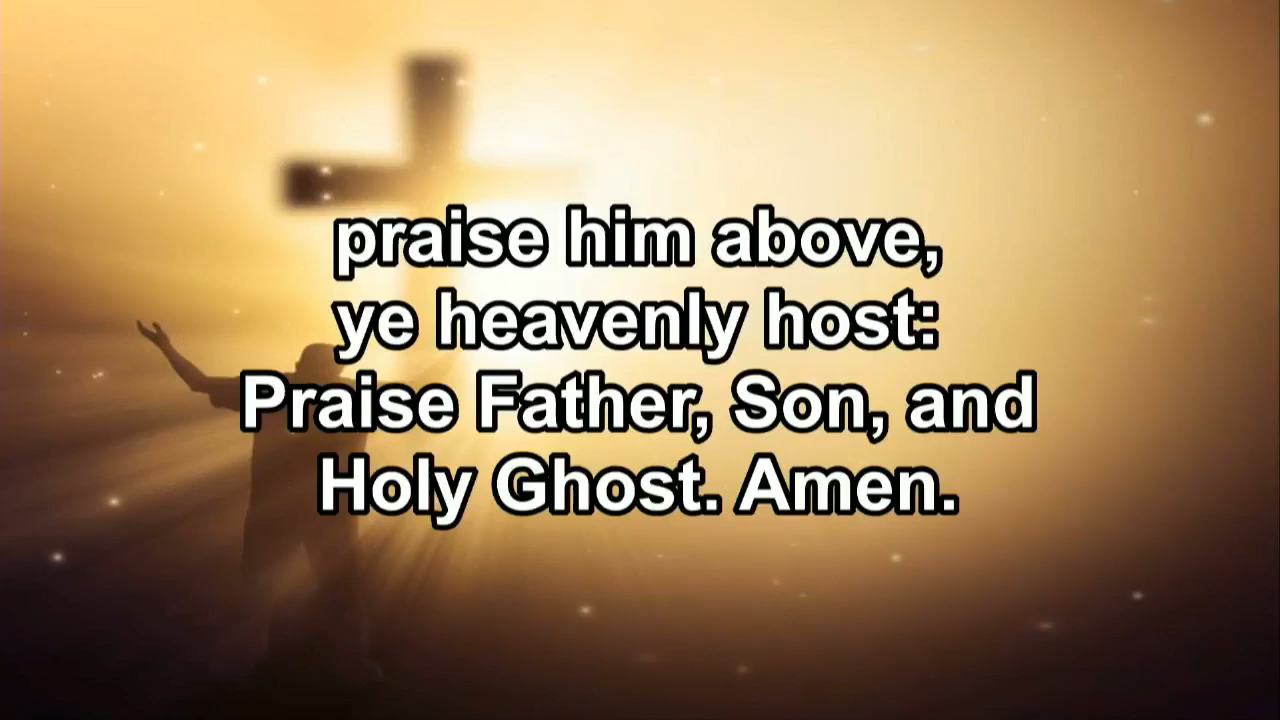 praise him above,
ye heavenly host:
Praise Father, Son, and
Holy Ghost. Amen.